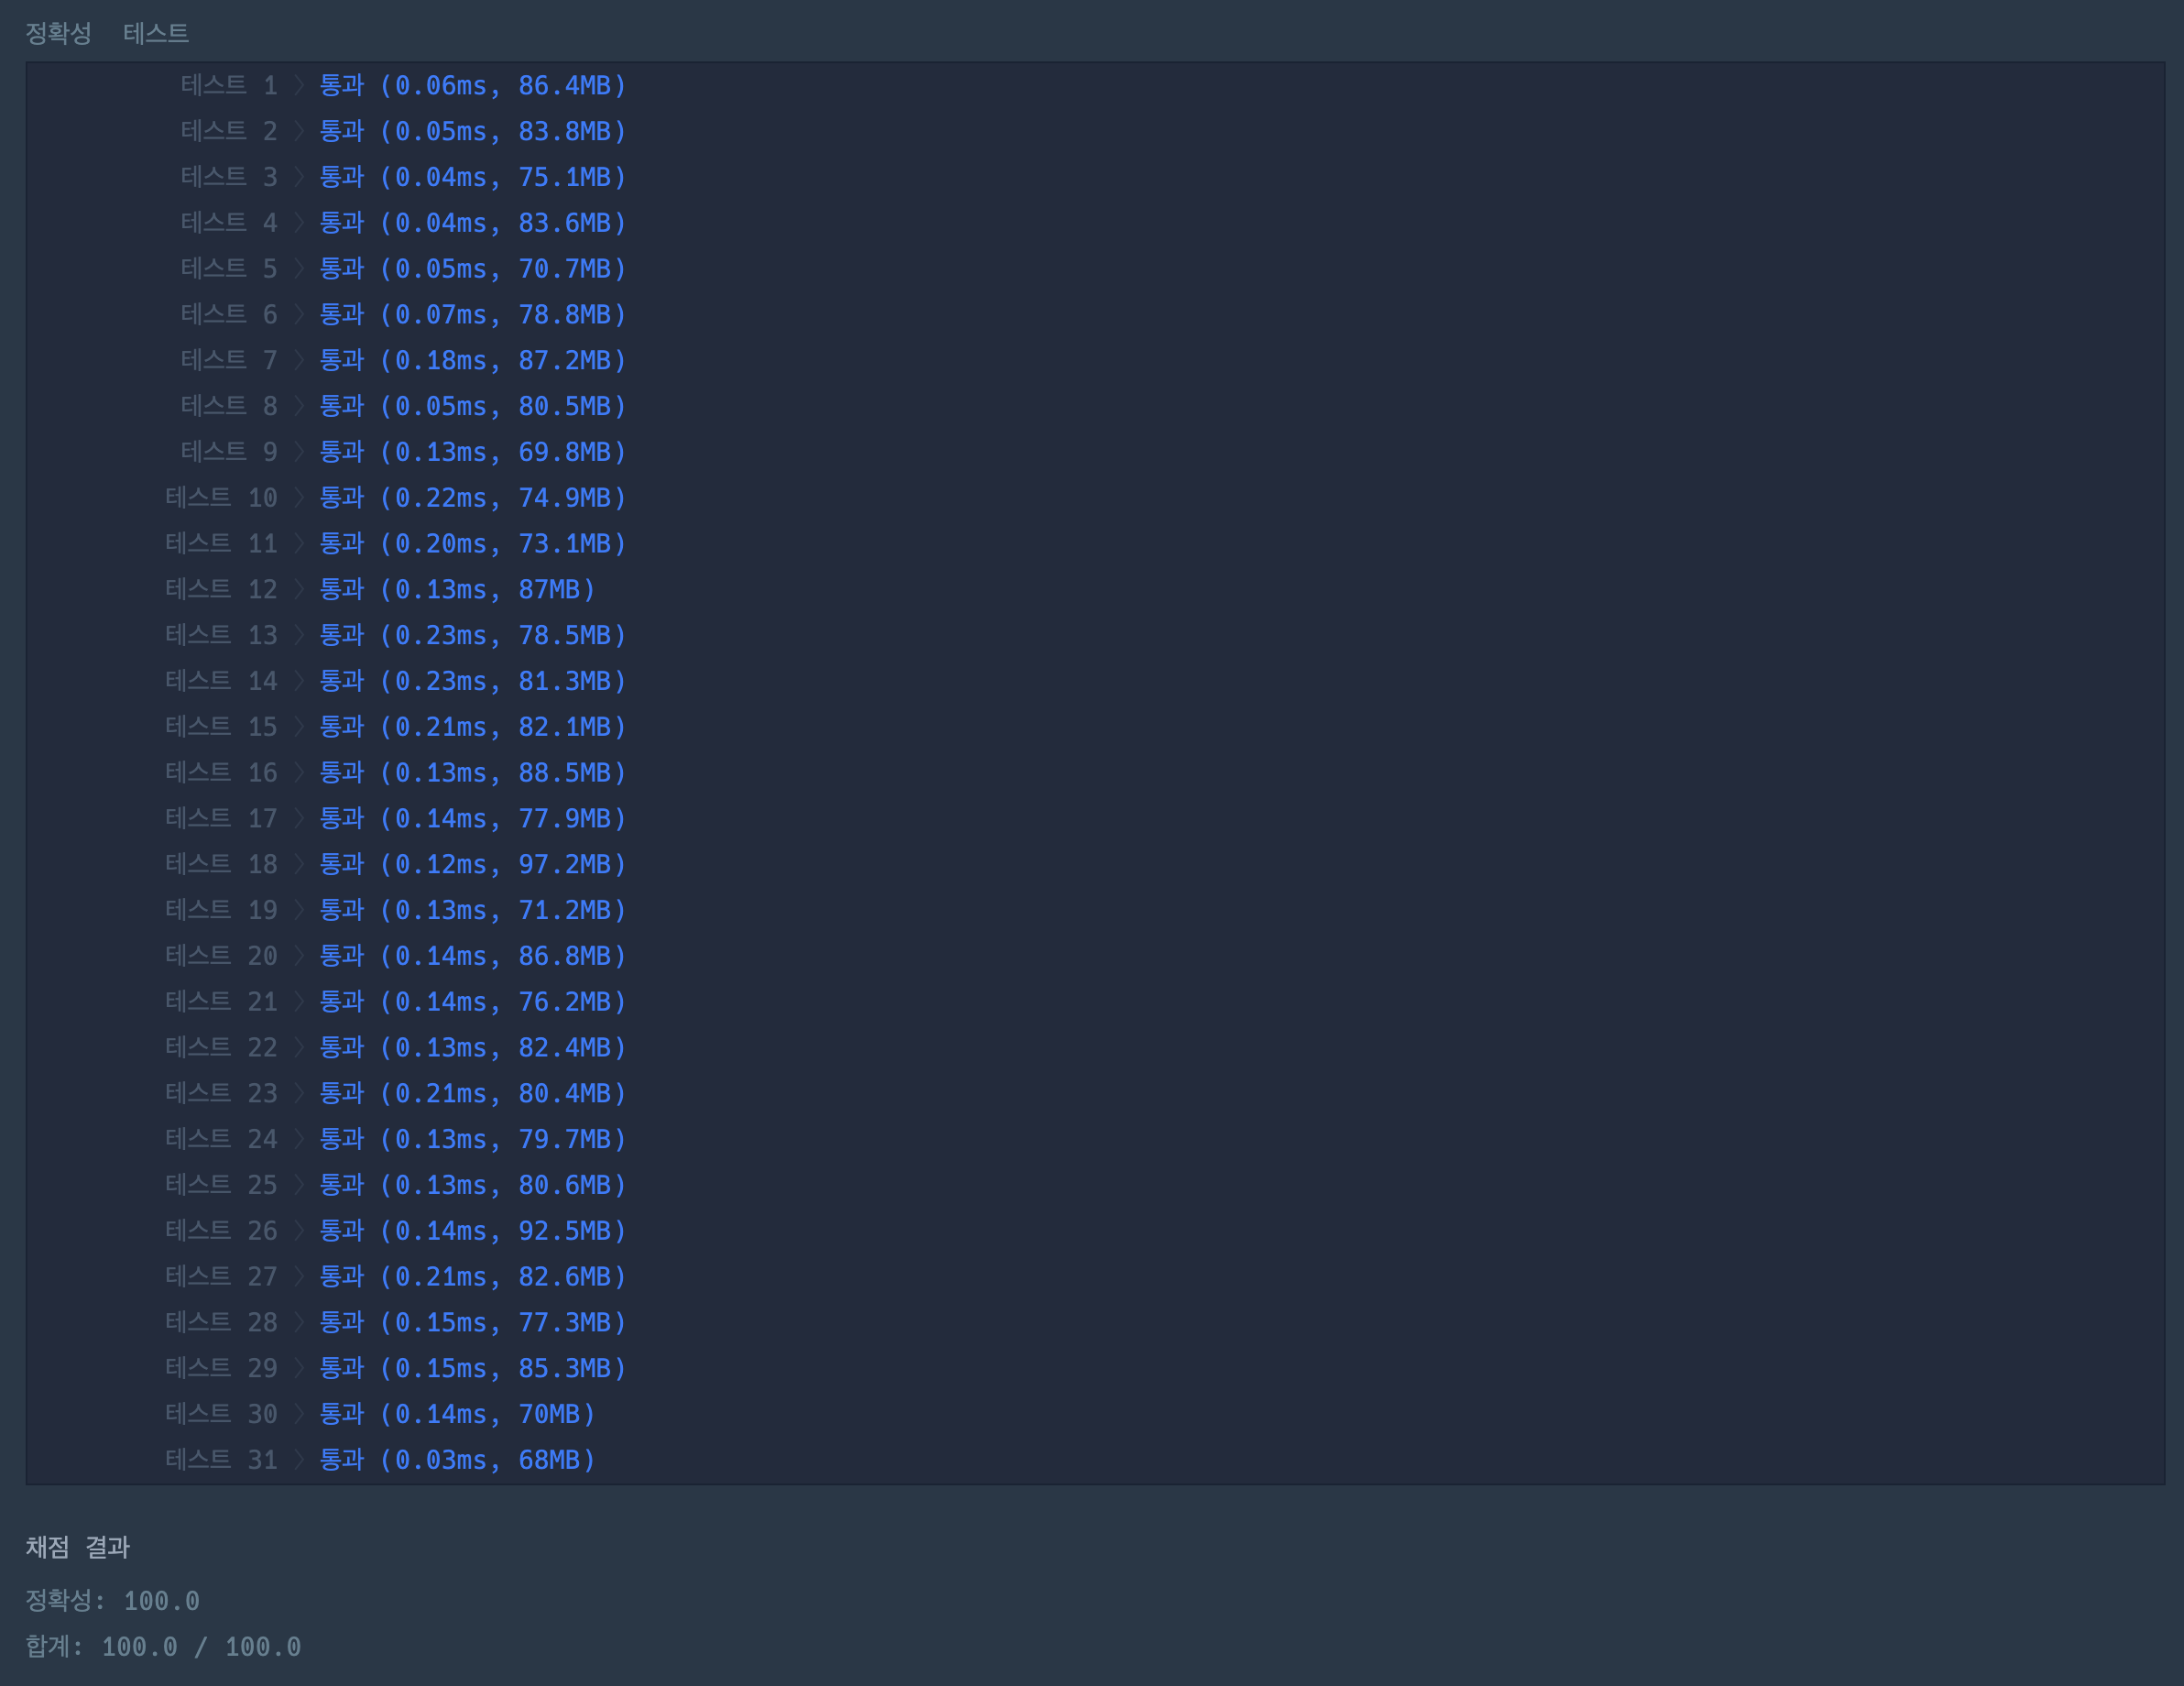 정확성  테스트
테스트 1 〉 통과 (0.06ms, 86.4MB)
테스트 2 〉 통과 (0.05ms, 83.8MB)
테스트 3 〉 통과 (0.04ms, 75.1MB)
테스트 4 〉 통과 (0.04ms, 83.6MB)
테스트 5 〉 통과 (0.05ms, 70.7MB)
테스트 6 〉 통과 (0.07ms, 78.8MB)
테스트 7 〉 통과 (0.18ms, 87.2MB)
테스트 8 〉 통과 (0.05ms, 80.5MB)
테스트 9 〉 통과 (0.13ms, 69.8MB)
테스트 10 〉 통과 (0.22ms, 74.9MB)
테스트 11 〉 통과 (0.20ms, 73.1MB)
테스트 12 〉 통과 (0.13ms, 87MB)
테스트 13 〉 통과 (0.23ms, 78.5MB)
테스트 14 〉 통과 (0.23ms, 81.3MB)
테스트 15 〉 통과 (0.21ms, 82.1MB)
테스트 16 〉 통과 (0.13ms, 88.5MB)
테스트 17 〉 통과 (0.14ms, 77.9MB)
테스트 18 〉 통과 (0.12ms, 97.2MB)
테스트 19 〉 통과 (0.13ms, 71.2MB)
테스트 20 〉 통과 (0.14ms, 86.8MB)
테스트 21 〉 통과 (0.14ms, 76.2MB)
테스트 22 〉 통과 (0.13ms, 82.4MB)
테스트 23 〉 통과 (0.21ms, 80.4MB)
테스트 24 〉 통과 (0.13ms, 79.7MB)
테스트 25 〉 통과 (0.13ms, 80.6MB)
테스트 26 〉 통과 (0.14ms, 92.5MB)
테스트 27 〉 통과 (0.21ms, 82.6MB)
테스트 28 〉 통과 (0.15ms, 77.3MB)
테스트 29 〉 통과 (0.15ms, 85.3MB)
테스트 30 〉 통과 (0.14ms, 70MB)
테스트 31 〉 통과 (0.03ms, 68MB)
채점 결과
정확성: 100.0
합계: 100.0 / 100.0